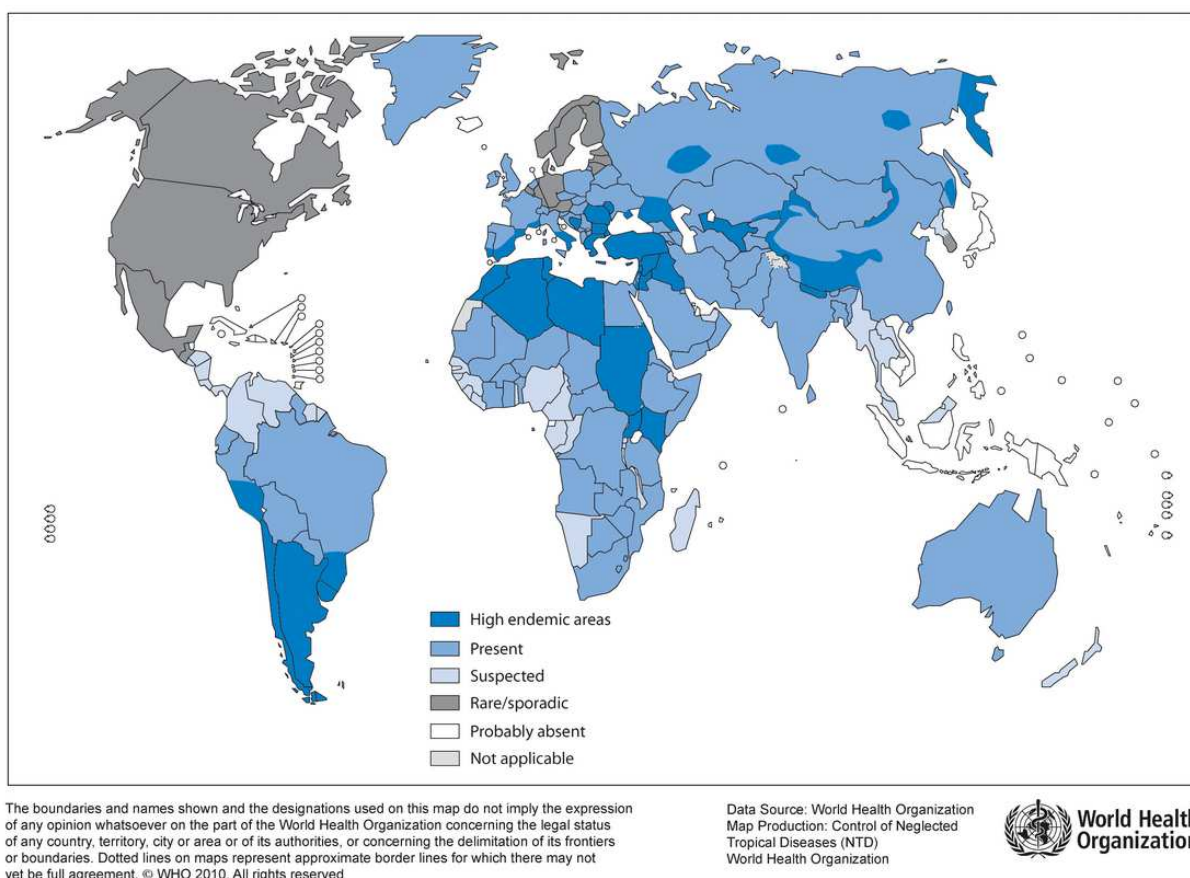 High endemic areas
Present
Suspected
Rare/sporadic
Probably absent
Not applicable
The boundaries and names shown and the designations used on this map do not imply the expression
of any opinion whatsoever on the part of the World Health Organization concerning the legal status
of any country, territory, city or area or of its authorities, or concerning the delimitation of its frontiers
or boundaries. Dotted lines on maps represent approximate border lines for which there may not
yet be full agreement. © WHO 2010. All rights reserved
Data Source: World Health Organization
Map Production: Control of Neglected
Tropical Diseases (NTD)
World Health Organization
World Health
Organization